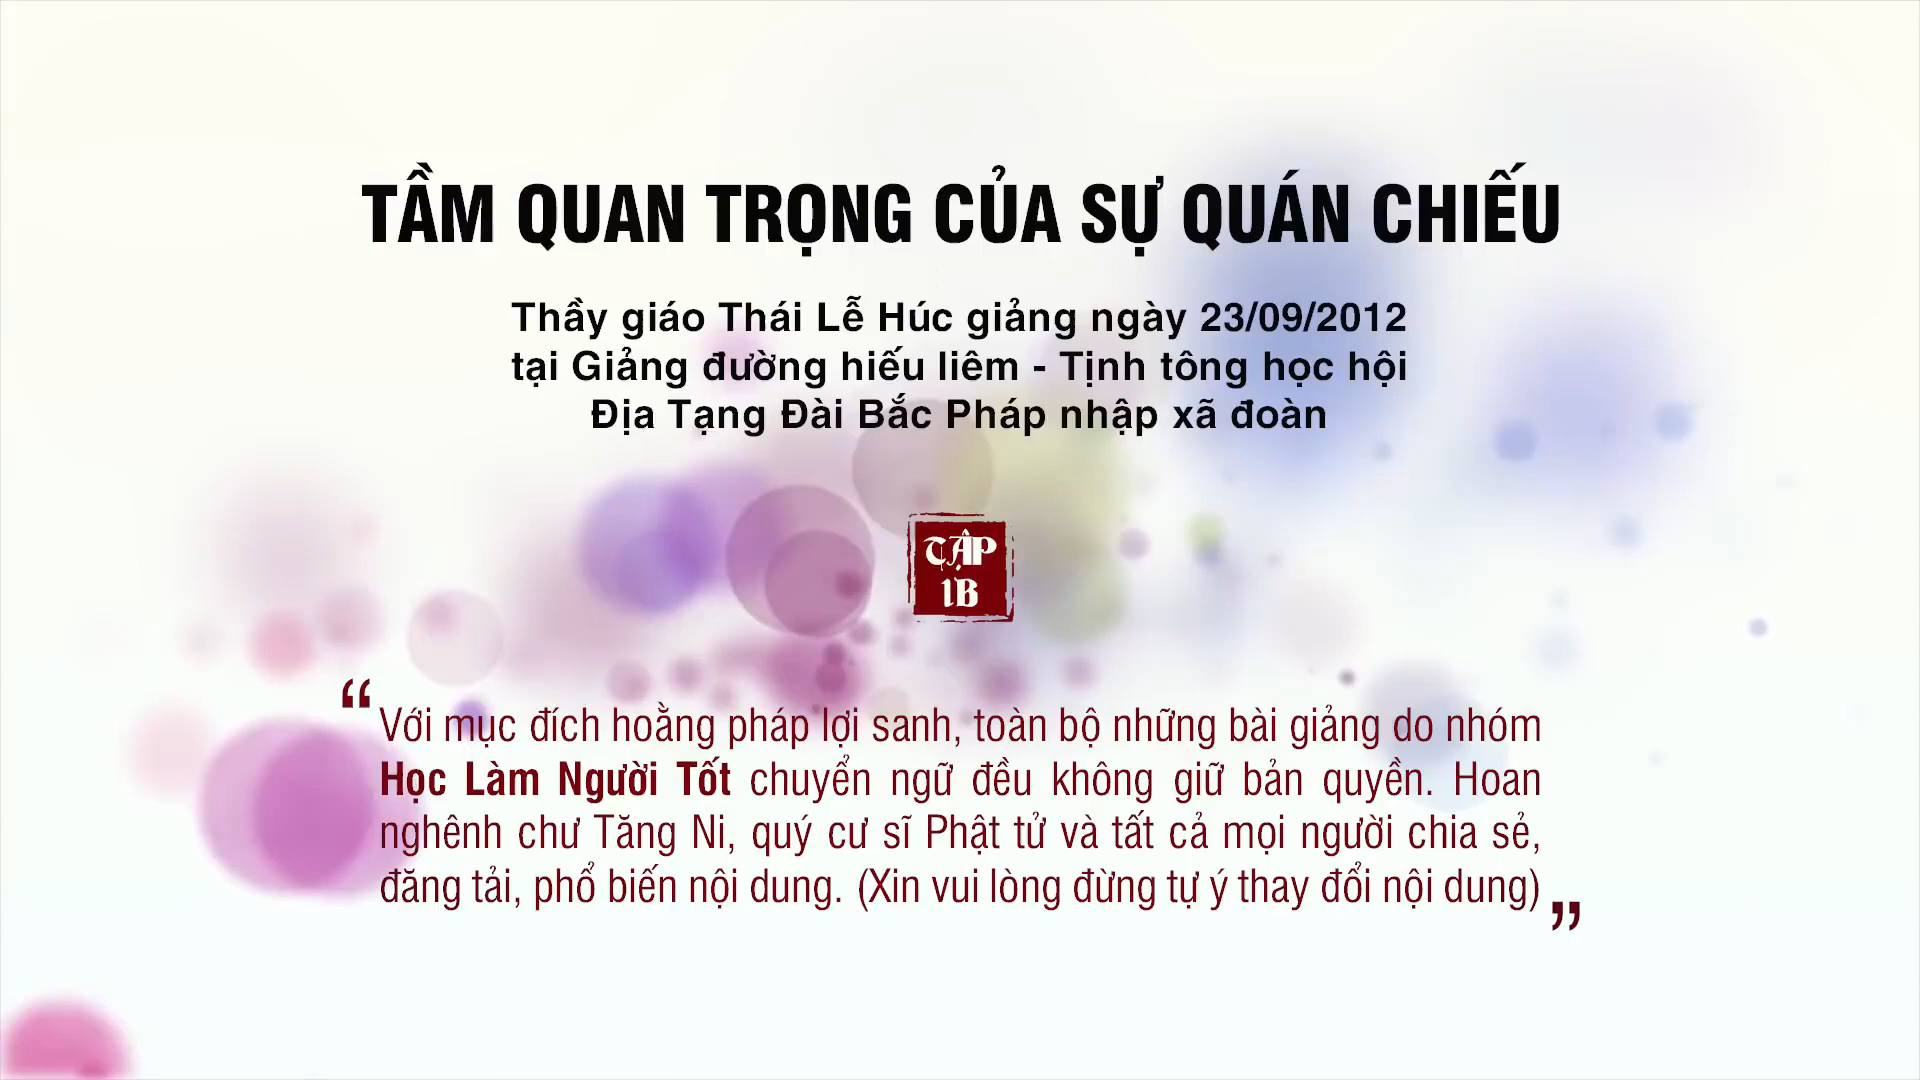 TẦM QUAN TRỌNG CỦA SỰ QUÁN CHIẾU
Thầy giáo Thái Lễ Húc giảng ngày 23/09/2012
tại Giảng đường hiếu liêm - Tịnh tông học hội
Địa Tạng Đài Bắc Pháp nhập xã đoàn
TẬP
1B
“Với mục đích hoằng pháp lợi sanh, toàn bộ những bài giảng do nhóm
Học Làm Người Tốt chuyển ngữ đều không giữ bản quyền. Hoan
nghênh chư Tăng Ni, quý cư sĩ Phật tử và tất cả mọi người chia sẻ,
đăng tải, phổ biến nội dung. (Xin vui lòng đừng tự ý thay đổi nội dung)”